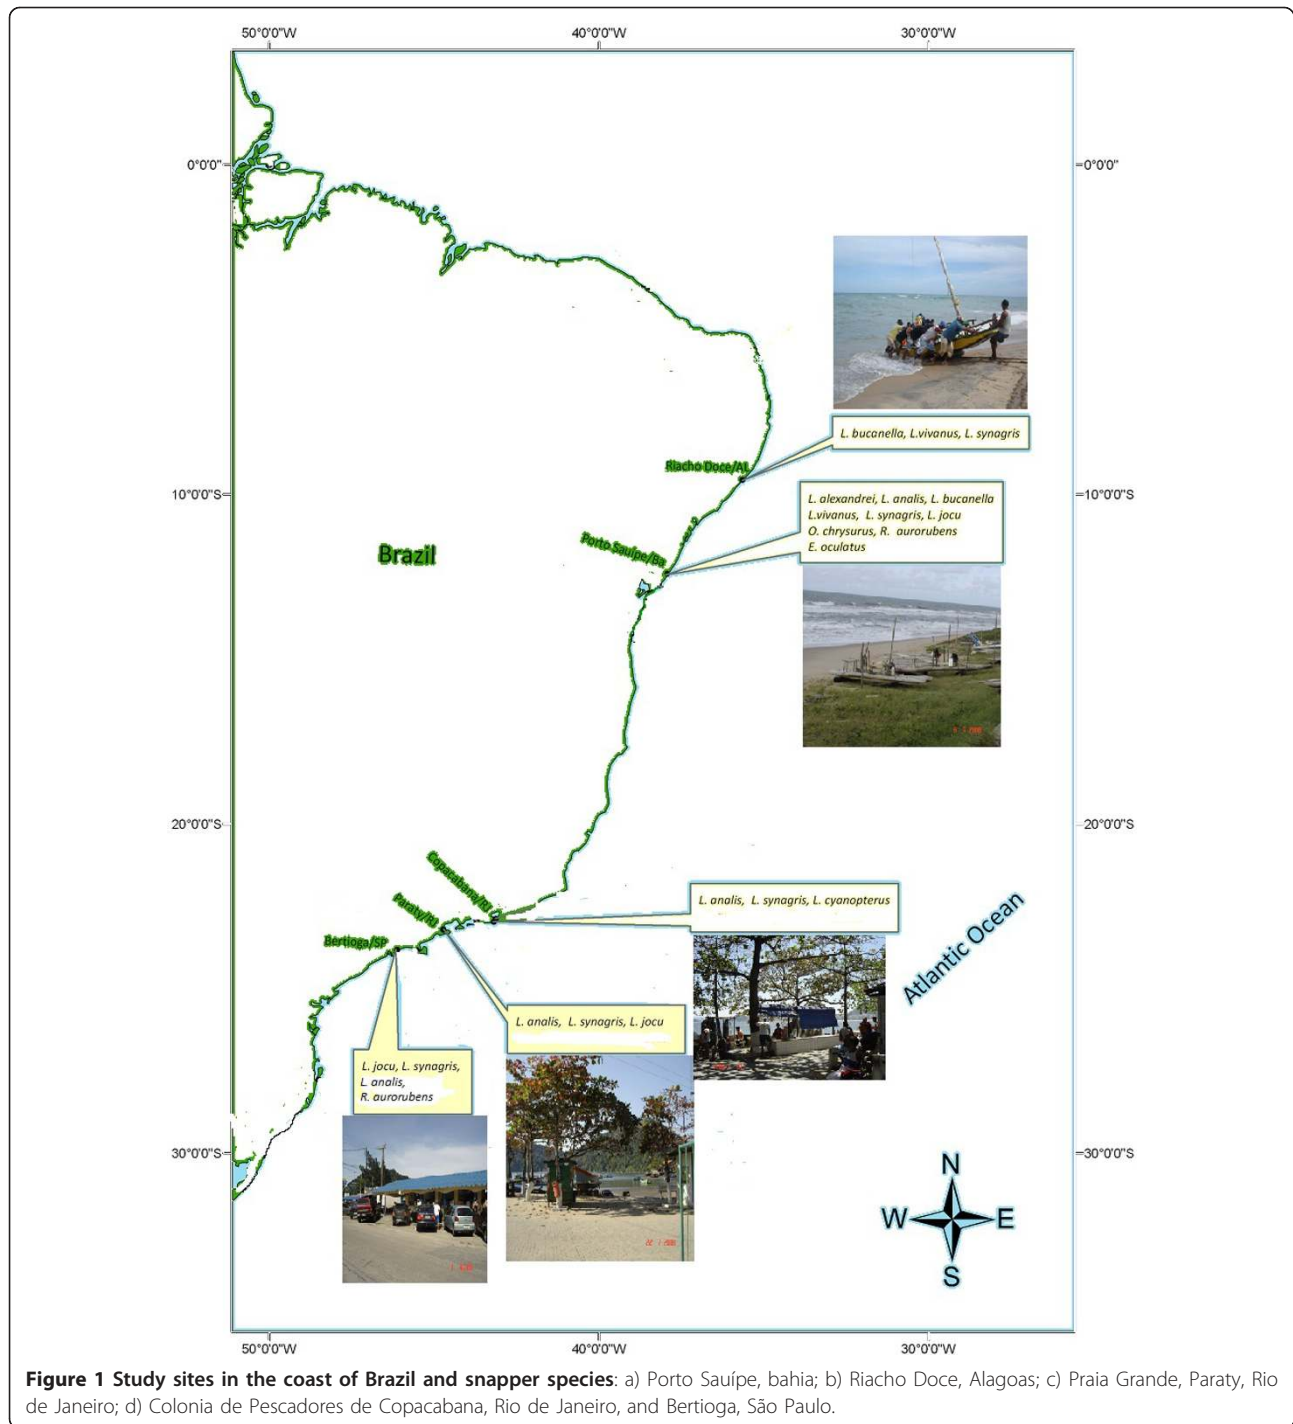 50°0'0"W 40°0'0"W 30°0'0"W
0°0'0" 0°0'0"
L. bucanella, L.vivanus, L. synagris
Riacho Doce/AL
10°0'0"S 10°0'0"S
L. alexandrei, L. analis, L. bucanella
L.vivanus, L. synagris, L. jocu
O. chrysurus, R. aurorubens
E. oculatus
Porto Sauípe/Ba
Brazil
20°0'0"S 20°0'0"S
Copacabana/RJ
L. analis, L. synagris, L. cyanopterus
Paraty/RJ
Bertioga/SP
Atlantic Ocean
L. analis, L. synagris, L. jocu
L. jocu, L. synagris,
L. analis,
R. aurorubens
30°0'0"S 30°0'0"S
N
W E
S
50°0'0"W 40°0'0"W 30°0'0"W
Figure 1 Study sites in the coast of Brazil and snapper species: a) Porto Sauípe, bahia; b) Riacho Doce, Alagoas; c) Praia Grande, Paraty, Rio
de Janeiro; d) Colonia de Pescadores de Copacabana, Rio de Janeiro, and Bertioga, São Paulo.